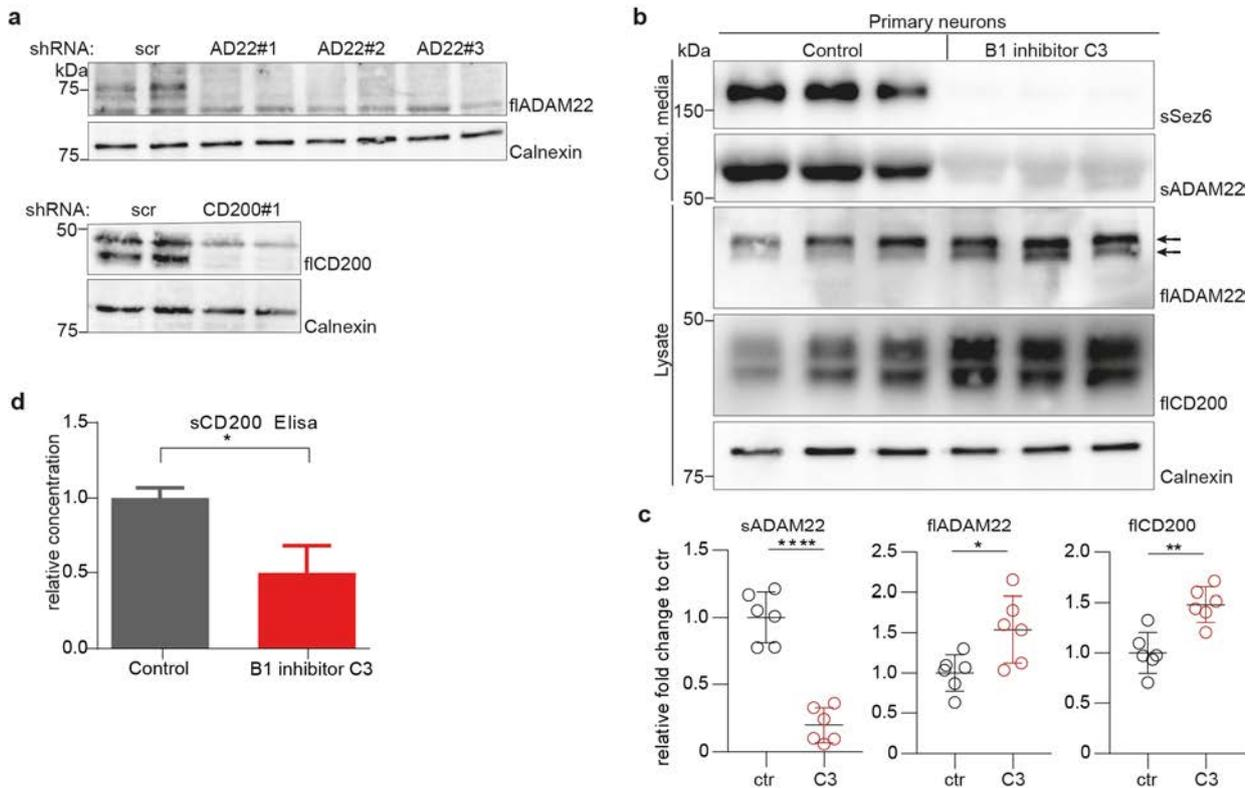 a
shRNA: scr AD22#1 AD22#2 AD22#3
kDa
75
flADAM22
75
Calnexin
shRNA: scr CD200#1
50
flCD200
75
Calnexin
b
Primary neurons
kDa Control B1 inhibitor C3
Cond. media
150
sSez6
50
sADAM22
Lysate
flADAM22
50
flCD200
75
Calnexin
d
sCD200 Elisa
*
relative concentration
1.5
1.0
0.5
0.0
Control B1 inhibitor C3
c
relative fold change to ctr
sADAM22
****
1.5
1.0
0.5
0
ctr C3
flADAM22
*
2.5
2.0
1.5
1.0
0.5
0
ctr C3
flCD200
**
2.0
1.5
1.0
0.5
0
ctr C3